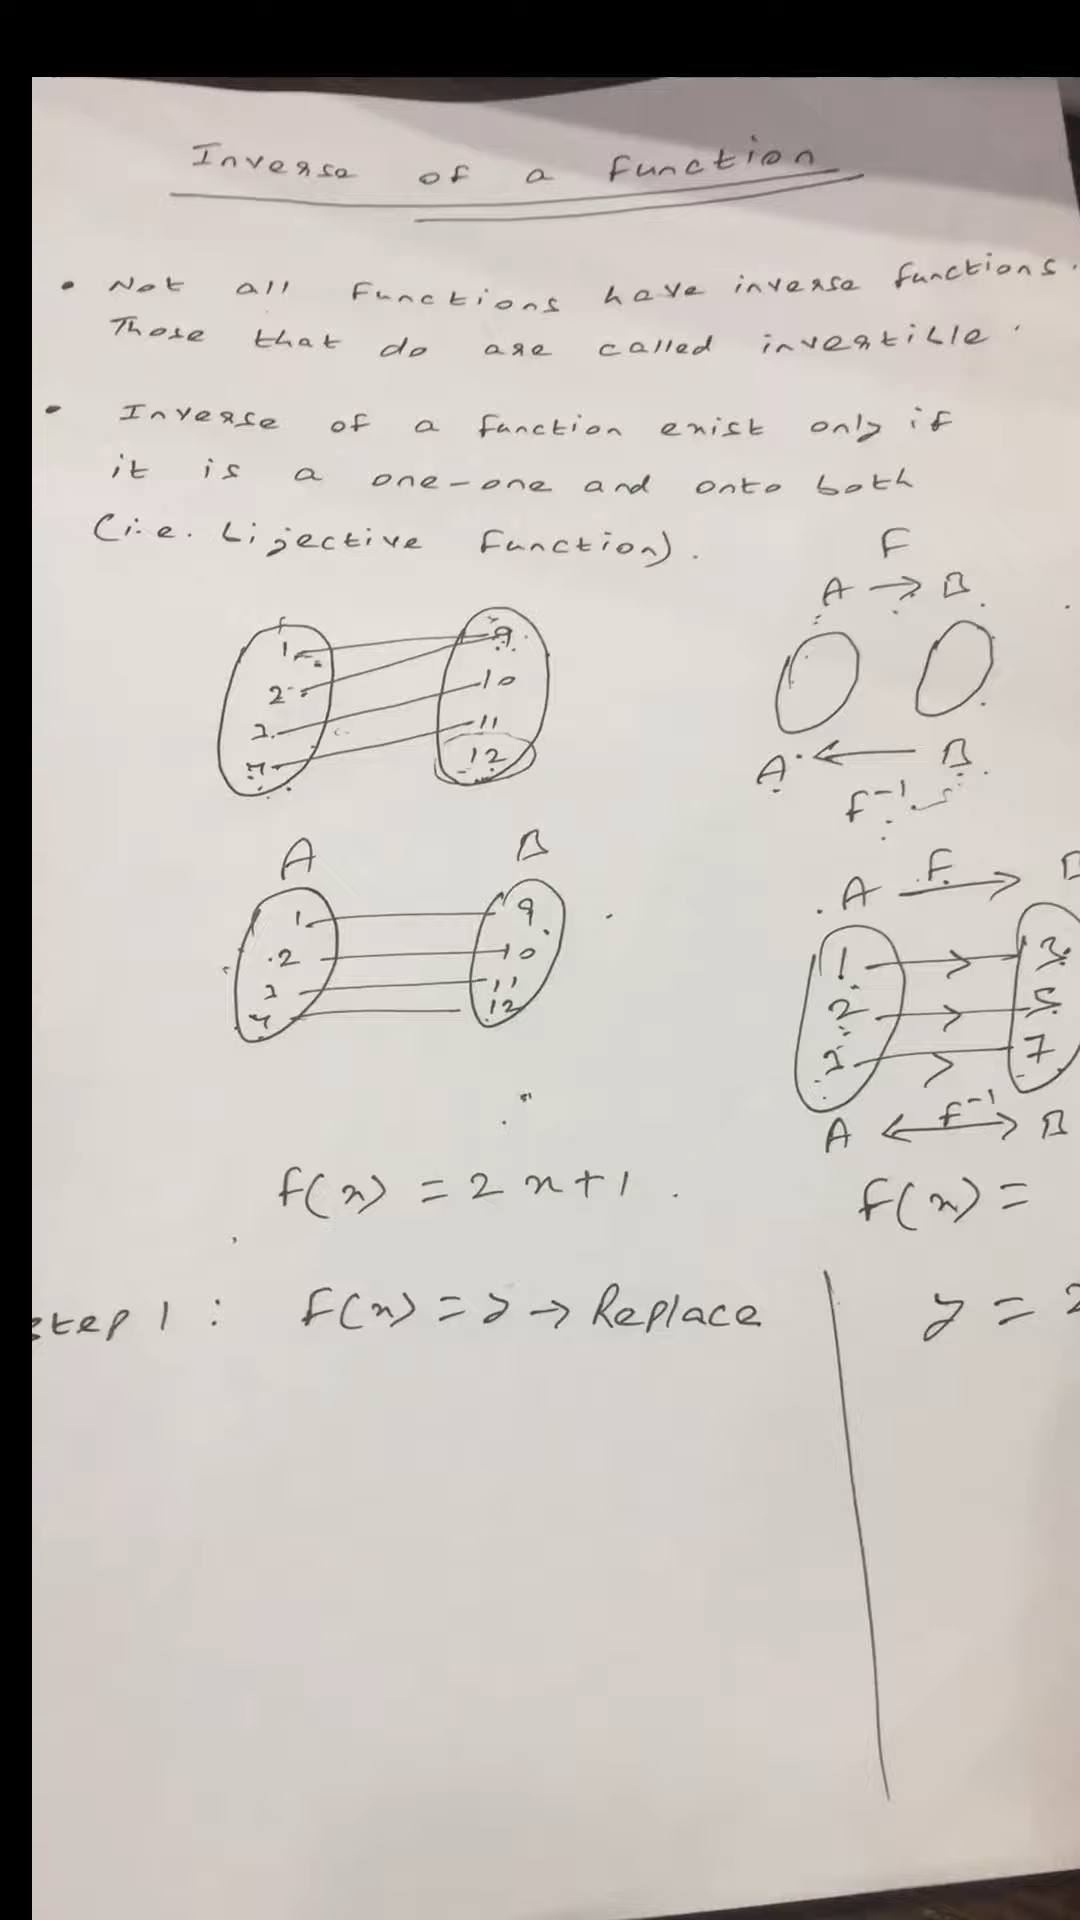 Inverse of a function
• Not all functions have inverse functions.
Those that do are called invertible.
• Inverse of a function exist only if
it is a one-one and onto both
(i.e. bijective function).
F
A → B
1 9
2 10
3 11
4 12
A ← B
f⁻¹
A B
1 9
2 10
3 11
4 12
A F → B
1 3
2 5
3 7
A f⁻¹ B
f(x) = 2x+1
f(x) =
Step 1 : f(x) = y → Replace
y = 2